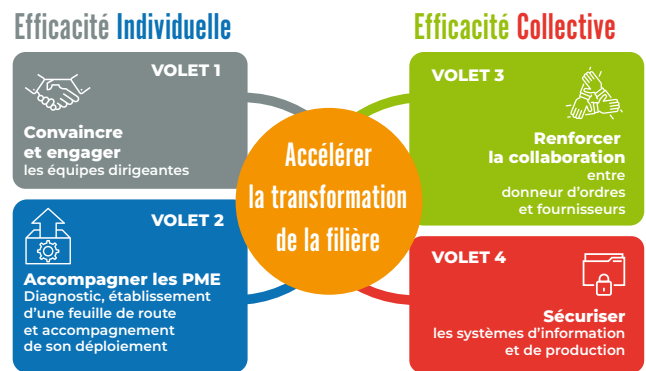 Efficacité Individuelle
VOLET 1
Convaincre
et engager
les équipes dirigeantes
VOLET 2
Accompagner les PME
Diagnostic, établissement
d'une feuille de route
et accompagnement
de son déploiement
Accélérer
la transformation
de la filière
Efficacité Collective
VOLET 3
Renforcer
la collaboration
entre
donneur d'ordres
et fournisseurs
VOLET 4
Sécuriser
les systèmes d'information
et de production